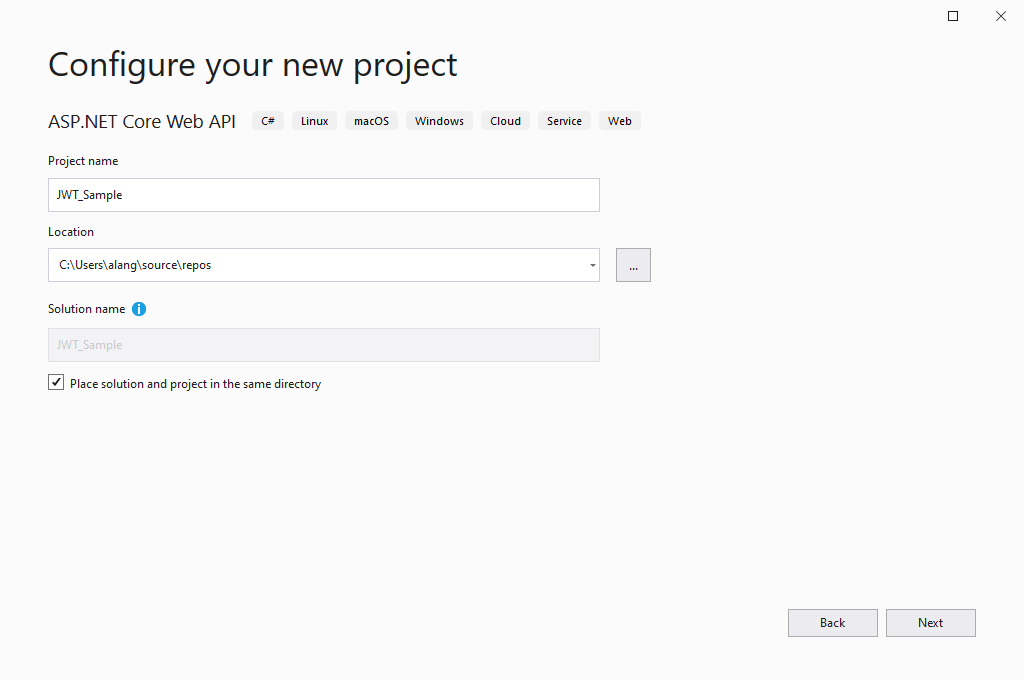 Configure your new project
ASP.NET Core Web API C# Linux macOS Windows Cloud Service Web
Project name
JWT_Sample
Location
C:\Users\alang\source\repos
...
Solution name
JWT_Sample
Place solution and project in the same directory
Back Next